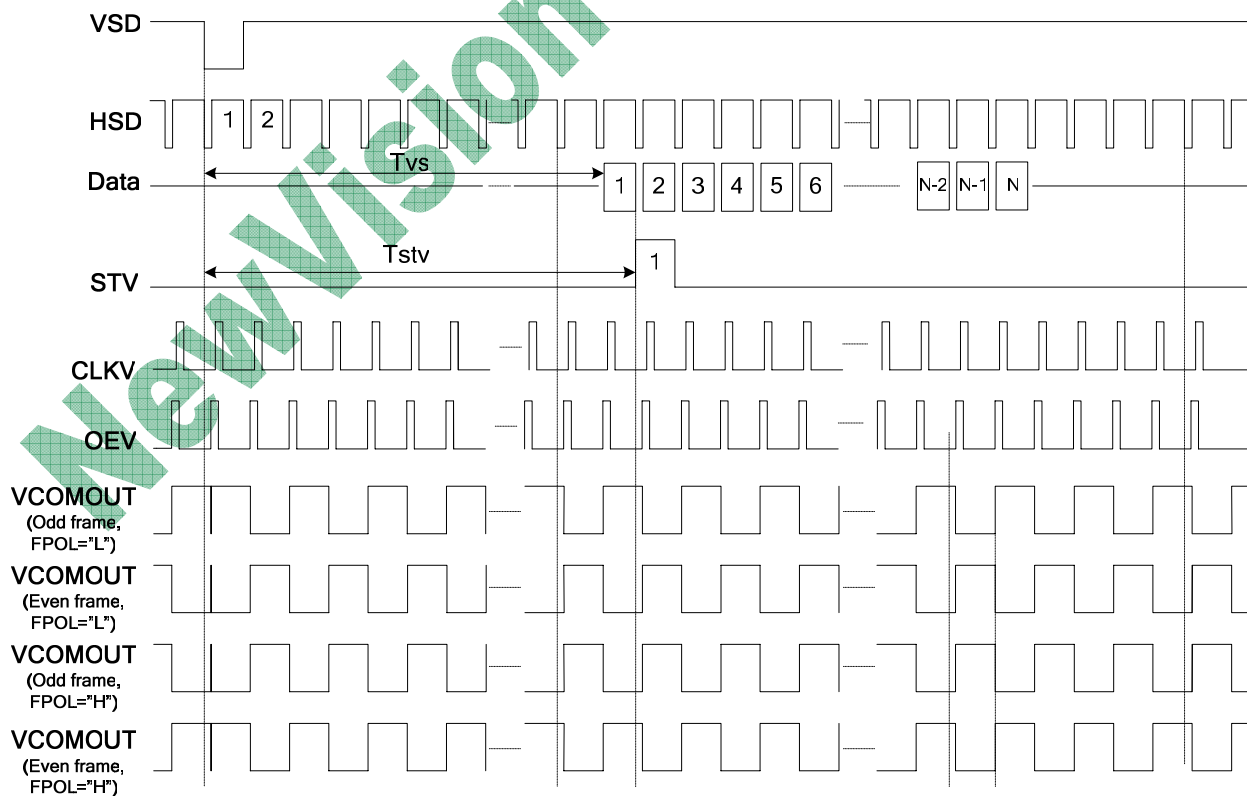 VSD
HSD
1 2
Tvs
Data
1 2 3 4 5 6 N-2 N-1 N
Tstv
STV
1
CLKV
OEV
VCOMOUT
(Odd frame,
FPOL="L")
VCOMOUT
(Even frame,
FPOL="L")
VCOMOUT
(Odd frame,
FPOL="H")
VCOMOUT
(Even frame,
FPOL="H")
NewVision